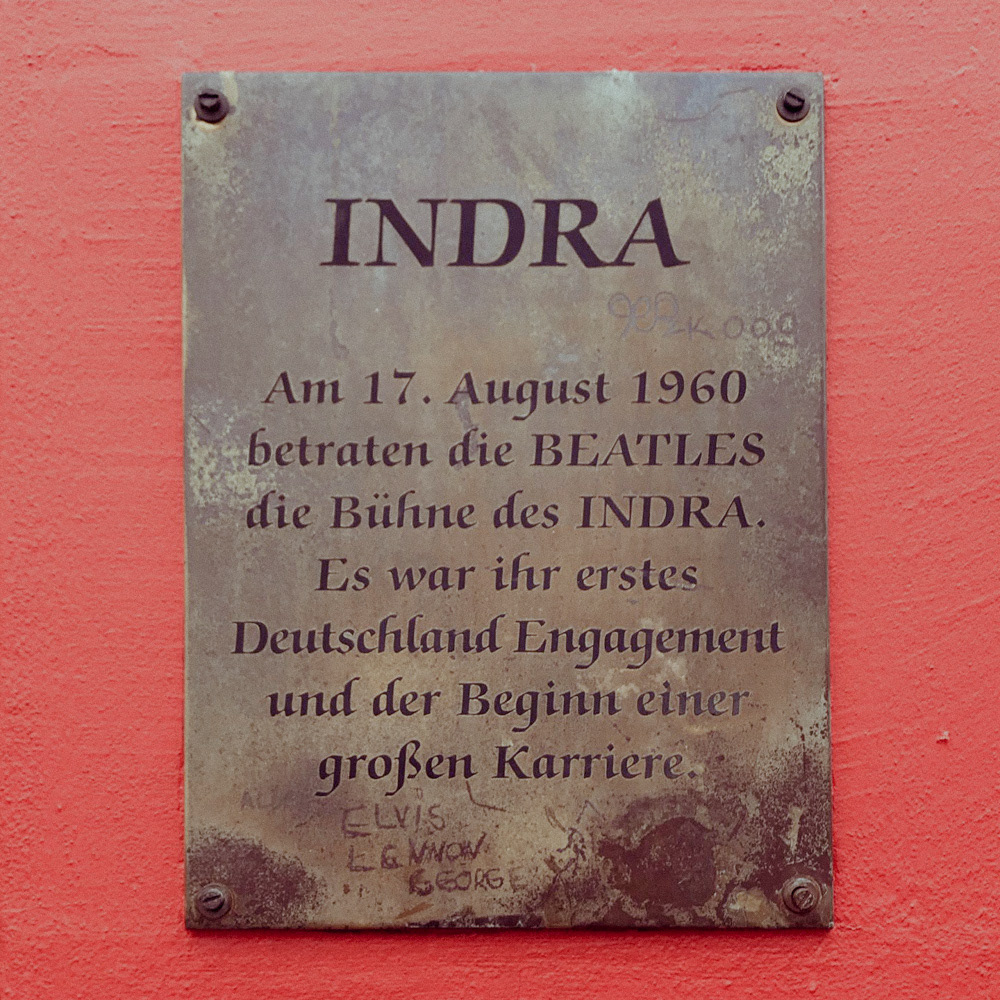 INDRA
Am 17. August 1960
betraten die BEATLES
die Bühne des INDRA.
Es war ihr erstes
Deutschland Engagement
und der Beginn einer
großen Karriere.
ELVIS
GEORGE